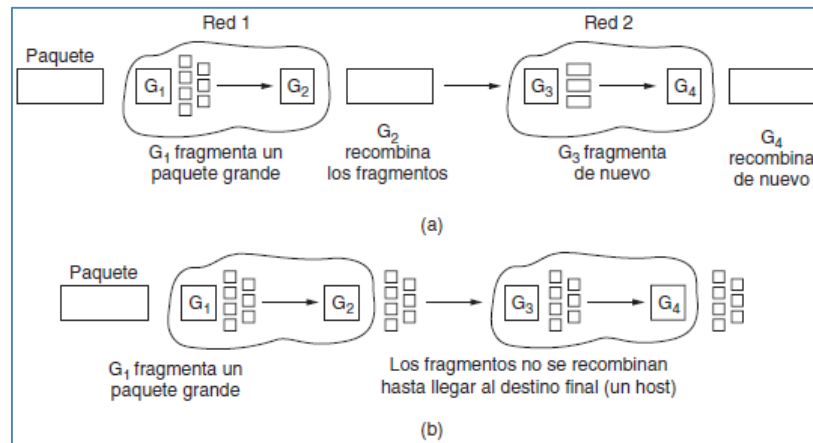 Red 1
Red 2
Paquete
G1
G2
G3
G4
G1 fragmenta un
paquete grande
G2
recombina
los fragmentos
G3 fragmenta
de nuevo
G4
recombina
de nuevo
(a)
Paquete
G1
G2
G3
G4
G1 fragmenta un
paquete grande
Los fragmentos no se recombinan
hasta llegar al destino final (un host)
(b)